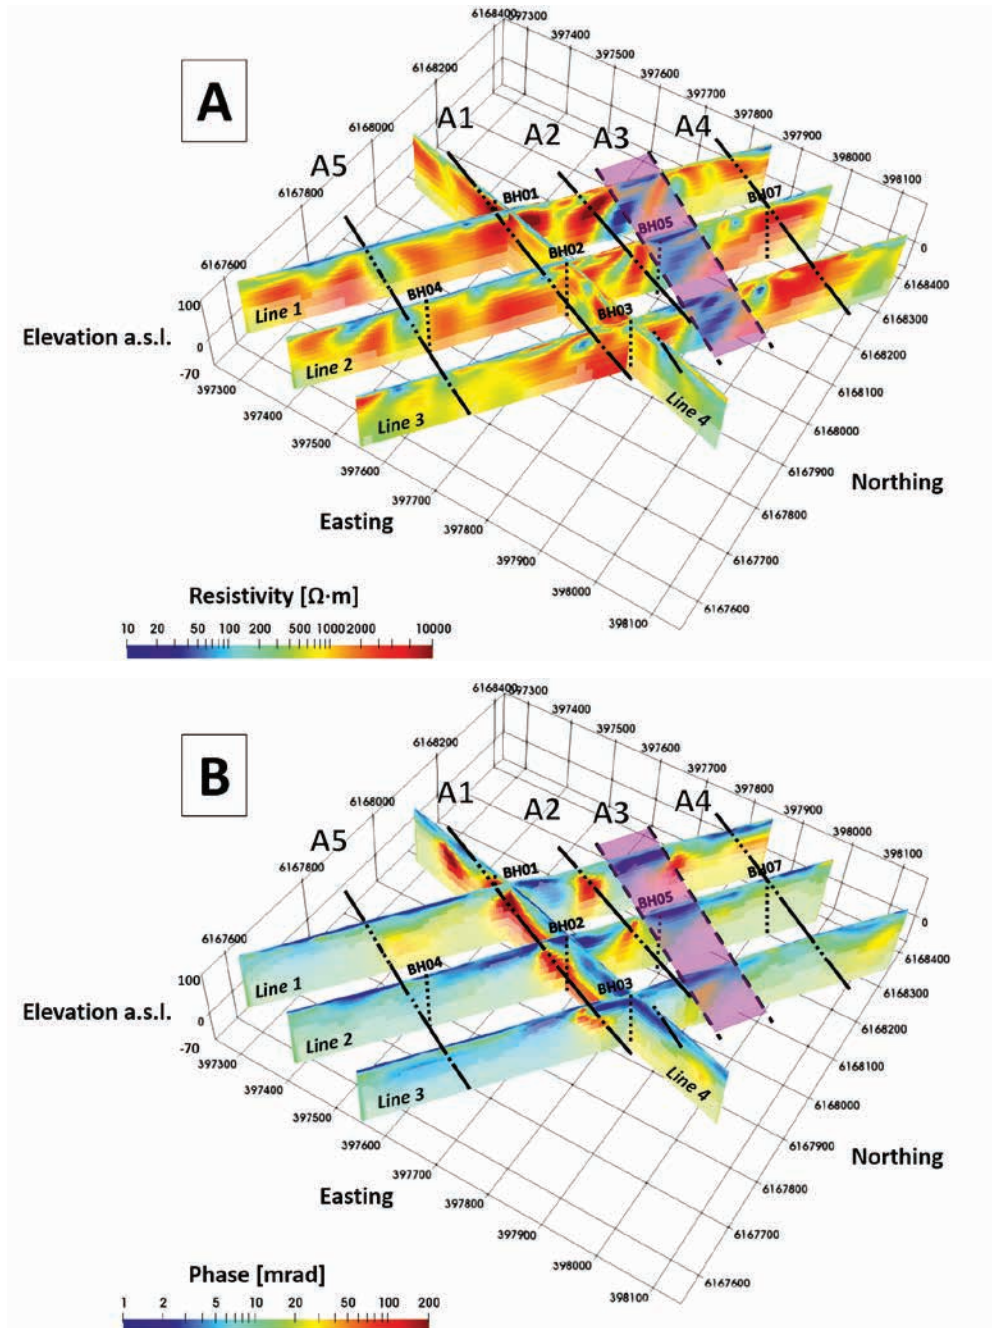 A
6168400
397300
397400
397500
397600
397700
397800
397900
398000
398100
6168200
6168000
6167800
6167600
A1
A2
A3
A4
A5
BH01
BH07
BH05
BH02
BH04
BH03
0
6168400
6168300
6168200
6168100
6168000
6167900
6167800
6167700
6167600
Line 1
Line 2
Line 3
Line 4
100
Elevation a.s.l.
0
-70
397300
397400
397500
397600
397700
397800
397900
398000
398100
Northing
Easting
Resistivity [Ω·m]
10 20 50 100 200 500 1000 2000 10000
B
6168400
397300
397400
397500
397600
397700
397800
397900
398000
398100
6168200
6168000
6167800
6167600
A1
A2
A3
A4
A5
BH01
BH07
BH05
BH02
BH04
BH03
0
6168400
6168300
6168200
6168100
6168000
6167900
6167800
6167700
6167600
Line 1
Line 2
Line 3
Line 4
100
Elevation a.s.l.
0
-70
397300
397400
397500
397600
397700
397800
397900
398000
398100
Northing
Easting
Phase [mrad]
1 2 5 10 20 50 100 200